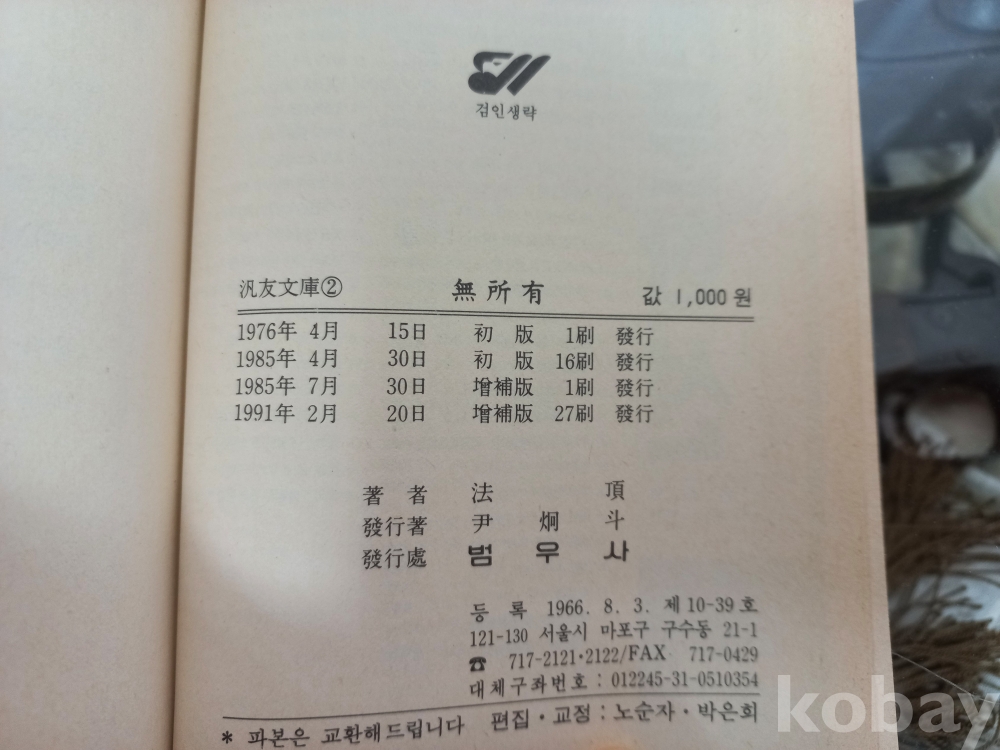 검인생략
汎友文庫② 無所有 값 1,000원
1976年 4月 15日 初 版 1刷 發行
1985年 4月 30日 初 版 16刷 發行
1985年 7月 30日 增補版 1刷 發行
1991年 2月 20日 增補版 27刷 發行
著 者 法 頂
發行著 尹 炯 斗
發行處 범 우 사
등 록 1966. 8. 3. 제10-39호
121-130 서울시 마포구 구수동 21-1
☎ 717-2121·2122/FAX 717-0429
대체구좌번호 : 012245-31-0510354
* 파본은 교환해드립니다 편집·교정 : 노순자·박은희
kobay